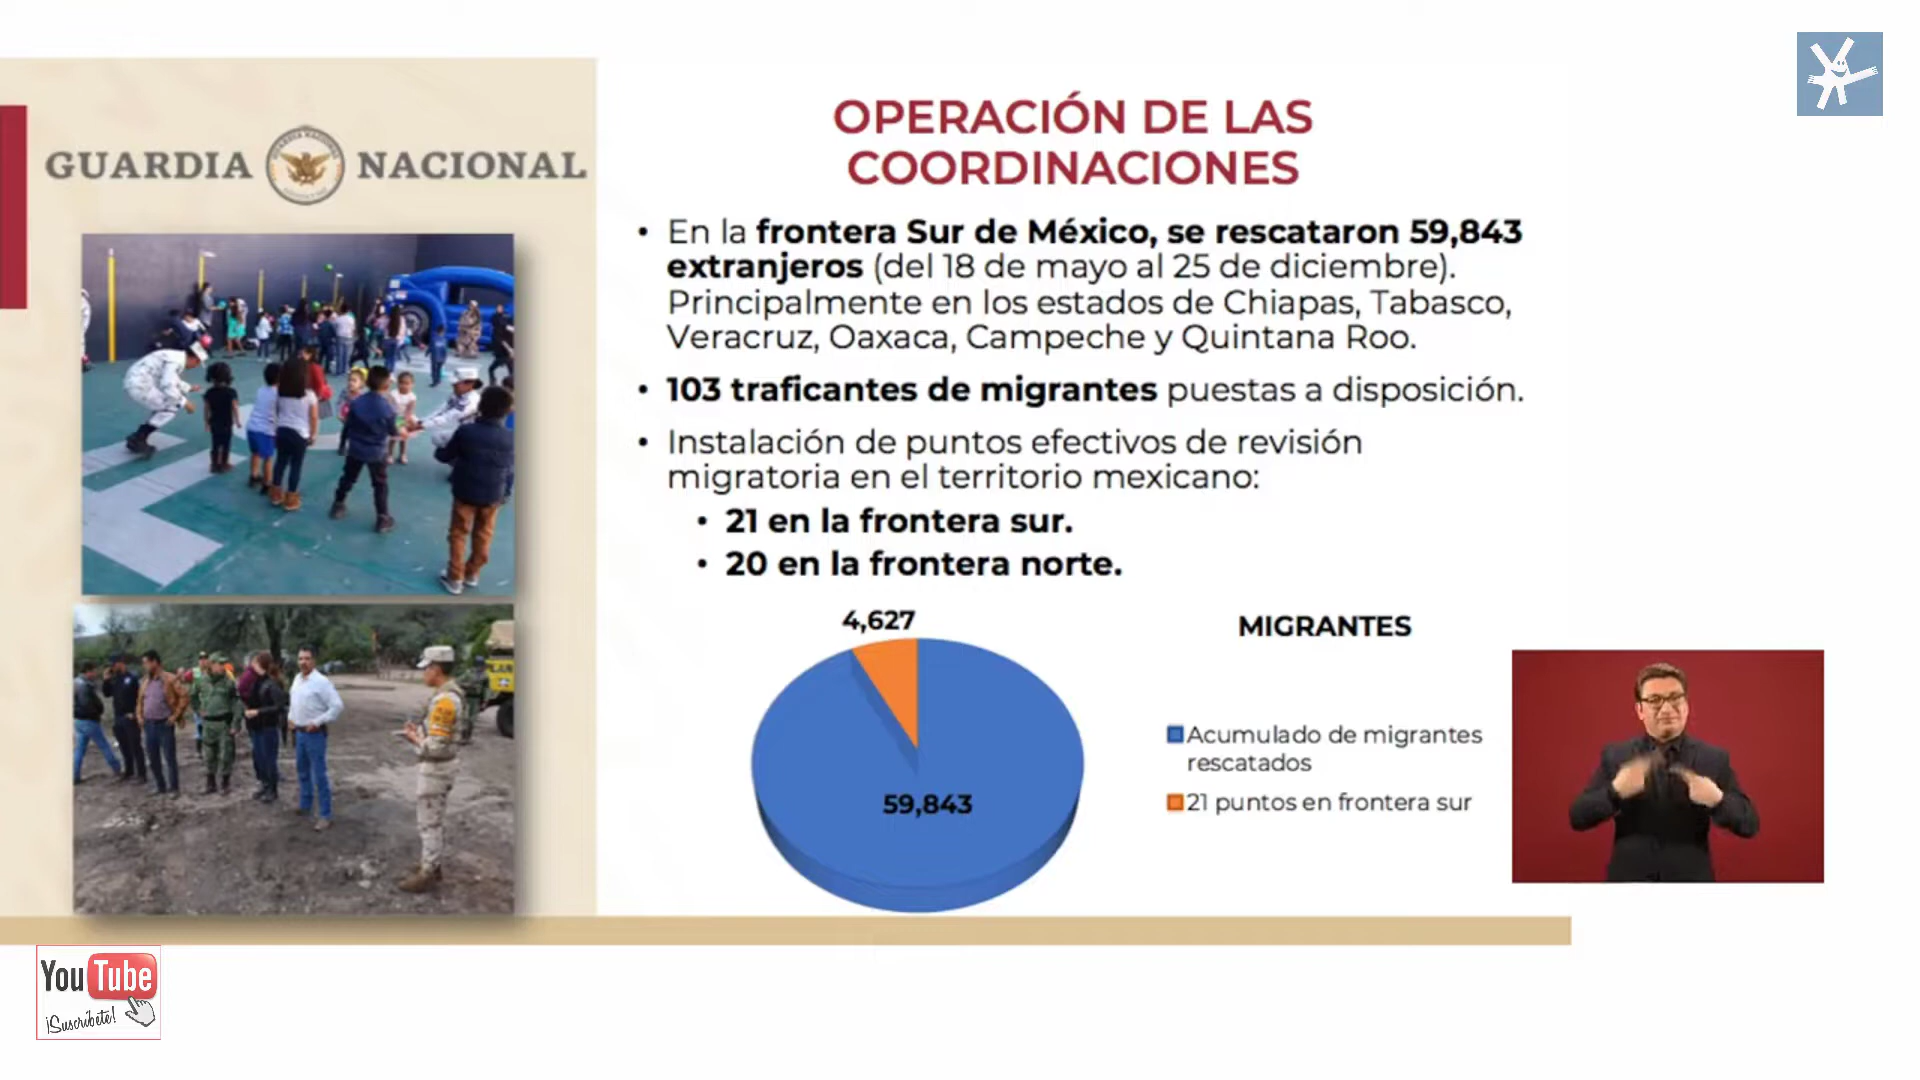 GUARDIA NACIONAL
OPERACIÓN DE LAS
COORDINACIONES
• En la frontera Sur de México, se rescataron 59,843
extranjeros (del 18 de mayo al 25 de diciembre).
Principalmente en los estados de Chiapas, Tabasco,
Veracruz, Oaxaca, Campeche y Quintana Roo.
• 103 traficantes de migrantes puestas a disposición.
• Instalación de puntos efectivos de revisión
migratoria en el territorio mexicano:
• 21 en la frontera sur.
• 20 en la frontera norte.
4,627
59,843
MIGRANTES
Acumulado de migrantes
rescatados
21 puntos en frontera sur
YouTube
¡Suscríbete!